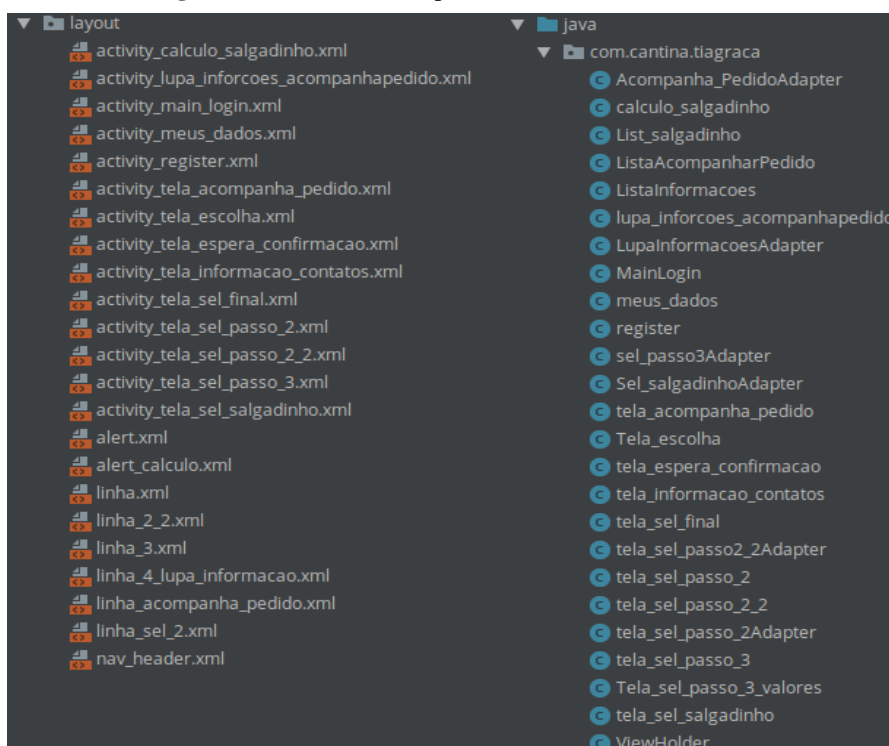 layout
activity_calculo_salgadinho.xml
activity_lupa_inforcoes_acompanhapedido.xml
activity_main_login.xml
activity_meus_dados.xml
activity_register.xml
activity_tela_acompanha_pedido.xml
activity_tela_escolha.xml
activity_tela_espera_confirmacao.xml
activity_tela_informacao_contatos.xml
activity_tela_sel_final.xml
activity_tela_sel_passo_2.xml
activity_tela_sel_passo_2_2.xml
activity_tela_sel_passo_3.xml
activity_tela_sel_salgadinho.xml
alert.xml
alert_calculo.xml
linha.xml
linha_2_2.xml
linha_3.xml
linha_4_lupa_informacao.xml
linha_acompanha_pedido.xml
linha_sel_2.xml
nav_header.xml
java
com.cantina.tiagraca
Acompanha_PedidoAdapter
calculo_salgadinho
List_salgadinho
ListaAcompanharPedido
ListaInformacoes
lupa_inforcoes_acompanhapedido
LupaInformacoesAdapter
MainLogin
meus_dados
register
sel_passo3Adapter
Sel_salgadinhoAdapter
tela_acompanha_pedido
Tela_escolha
tela_espera_confirmacao
tela_informacao_contatos
tela_sel_final
tela_sel_passo2_2Adapter
tela_sel_passo_2
tela_sel_passo_2_2
tela_sel_passo_2Adapter
tela_sel_passo_3
Tela_sel_passo_3_valores
tela_sel_salgadinho
ViewHolder